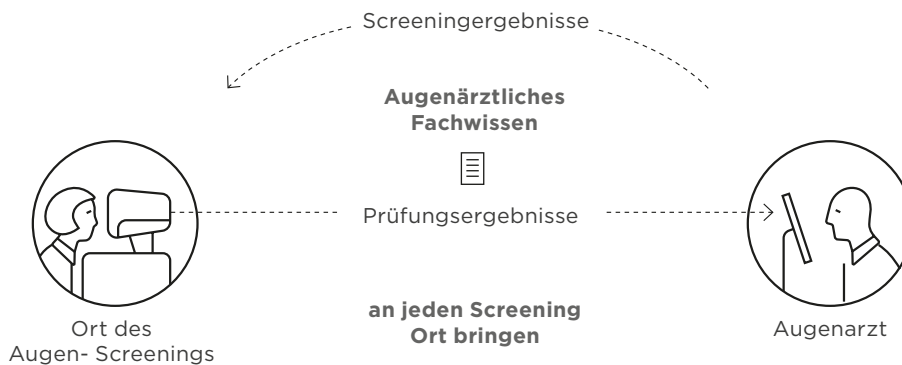 Screeningergebnisse
Augenärztliches
Fachwissen
Prüfungsergebnisse
an jeden Screening
Ort bringen
Ort des
Augen- Screenings
Augenarzt